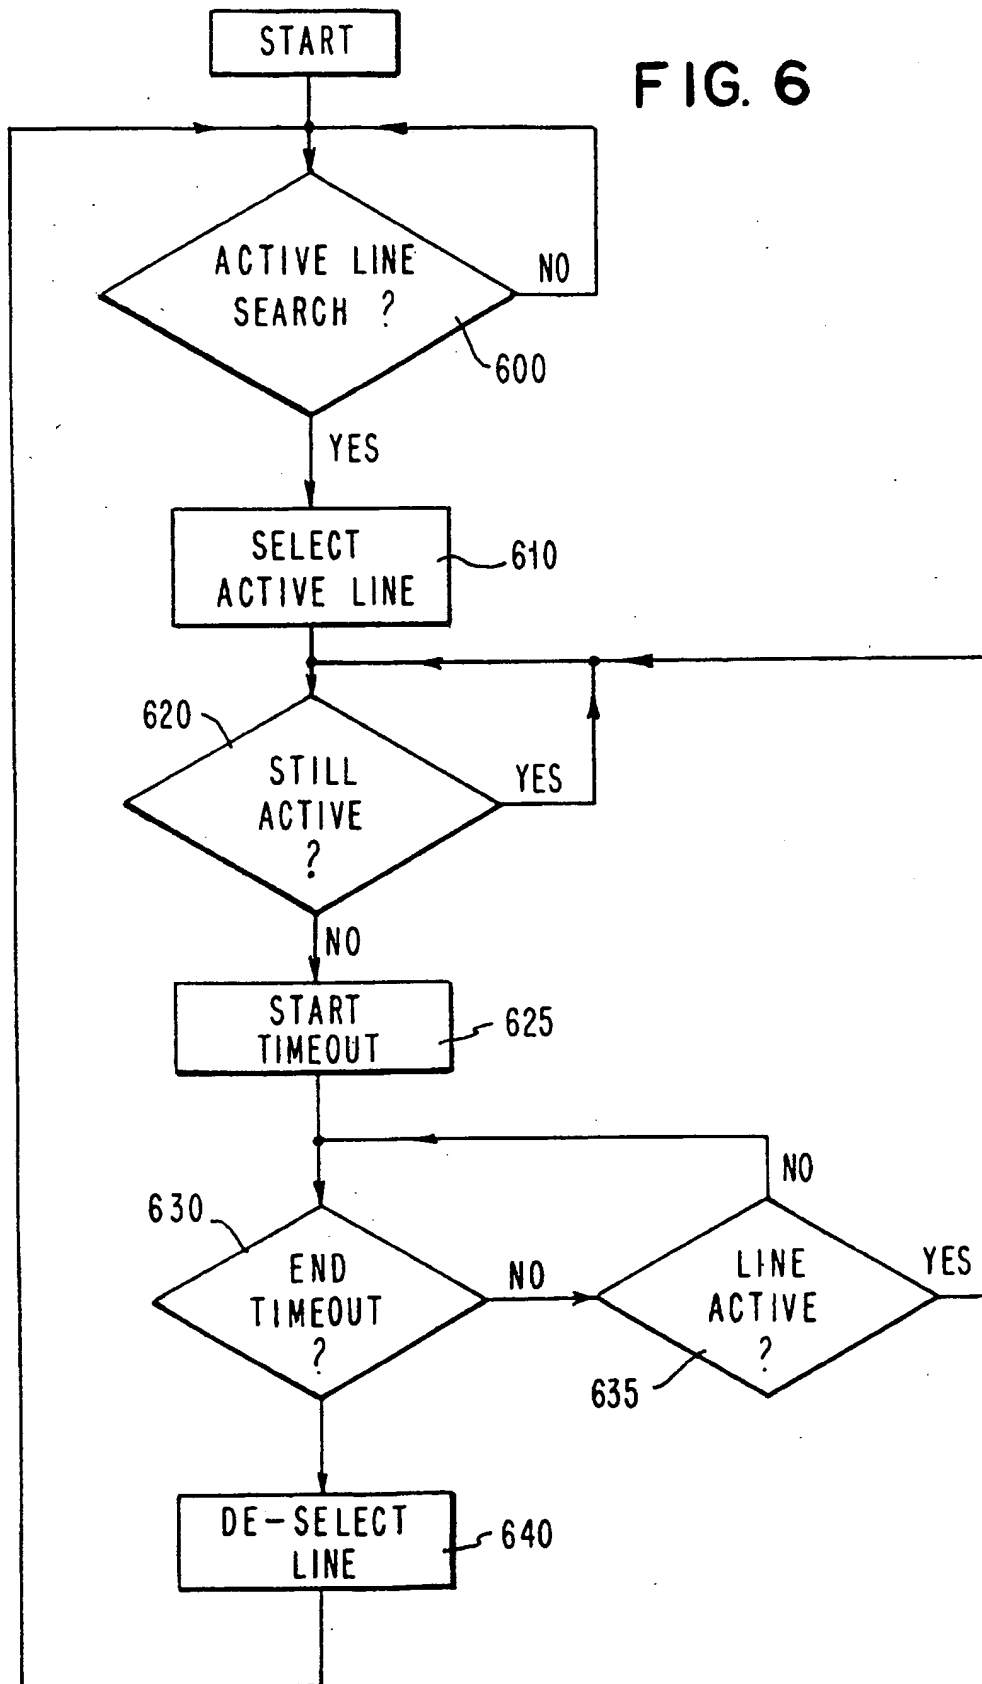 START
FIG. 6
ACTIVE LINE
SEARCH ?
NO
600
YES
SELECT
ACTIVE LINE
610
620
STILL
ACTIVE
?
YES
NO
START
TIMEOUT
625
630
END
TIMEOUT
?
NO
LINE
ACTIVE
?
NO
YES
635
DE-SELECT
LINE
640